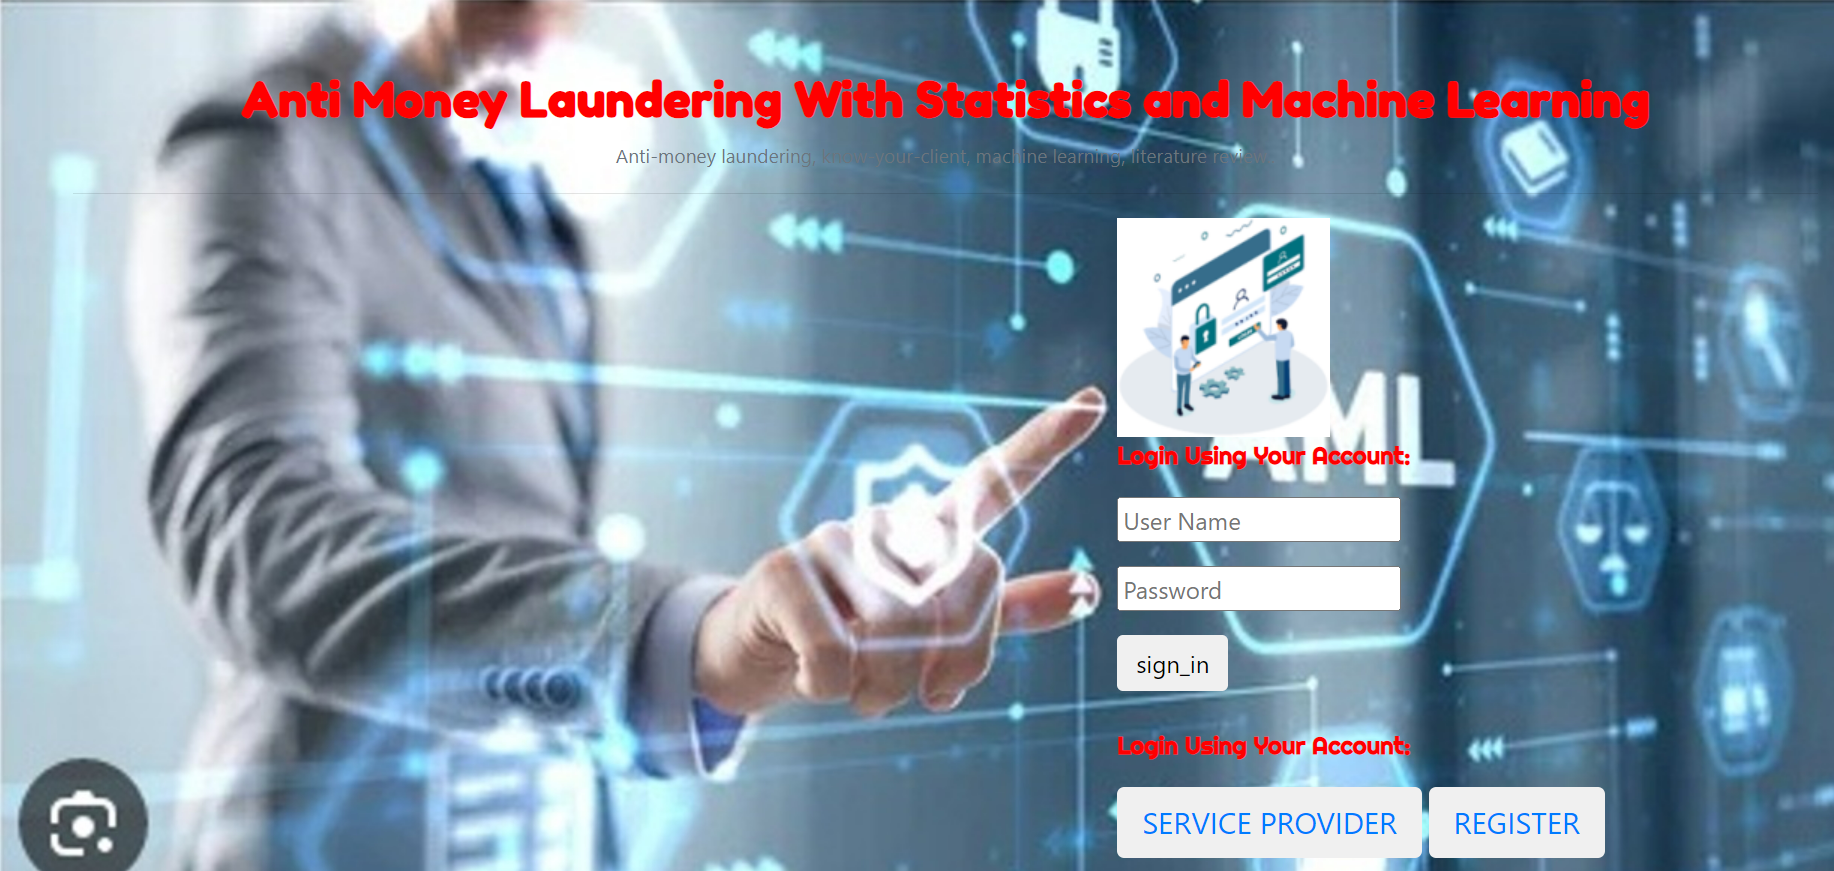 Anti Money Laundering With Statistics and Machine Learning
Anti-money laundering, know-your-client, machine learning, literature review
AML
Login Using Your Account:
User Name
Password
sign_in
Login Using Your Account:
SERVICE PROVIDER REGISTER